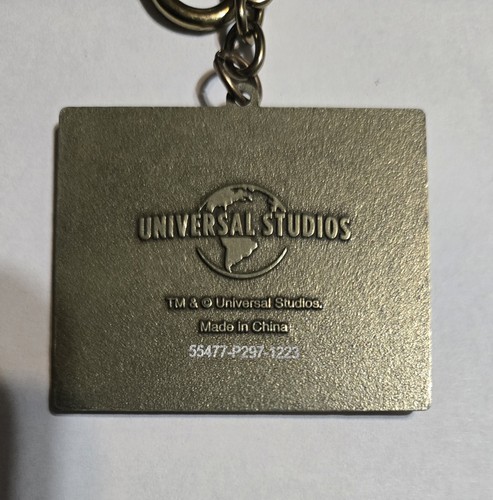 UNIVERSAL STUDIOS
TM & © Universal Studios.
Made in China
55477-P297-1223